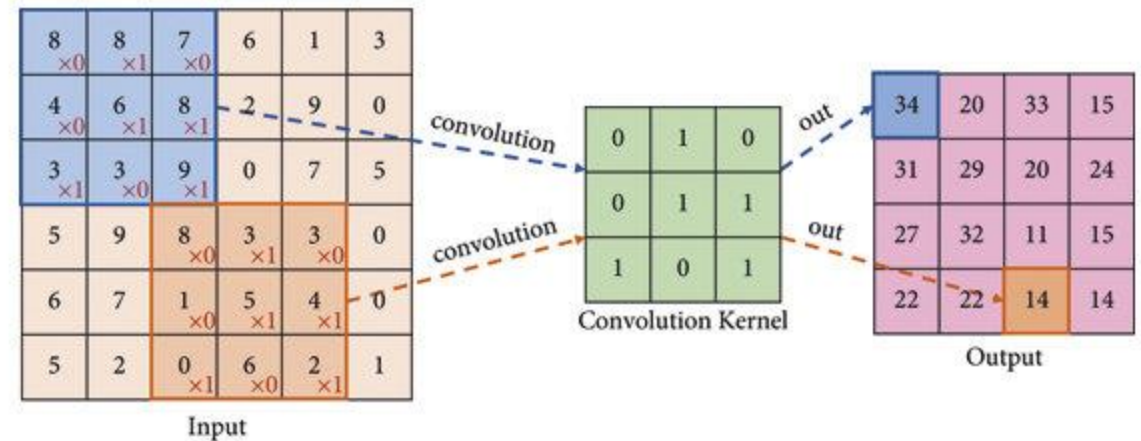 8 8 7 6 1 3
×0 ×1 ×0
4 6 8 2 9 0
×0 ×1 ×1
3 3 9 0 7 5
×1 ×0 ×1
5 9 8 3 3 0
×0 ×1 ×0
6 7 1 5 4 0
×0 ×1 ×1
5 2 0 6 2 1
×1 ×0 ×1
Input
convolution
convolution
0 1 0
0 1 1
1 0 1
Convolution Kernel
out
out
34 20 33 15
31 29 20 24
27 32 11 15
22 22 14 14
Output